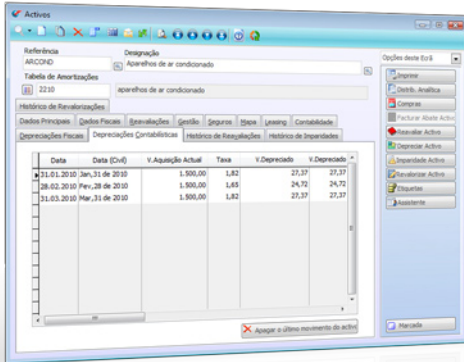 Activos
Referência
Designação
ARCOND
Aparelhos de ar condicionado
Tabela de Amortizações
2210
aparelhos de ar condicionado
Histórico de Revalorizações
Dados Principais
Dados Fiscais
Reavaliações
Gestão
Seguros
Mapa
Leasing
Contabilidade
Depreciações Fiscais
Depreciações Contabilísticas
Histórico de Reavaliações
Histórico de Imparidades
Data
Data (Civil)
V.Aquisição Actual
Taxa
V.Depreciado
V.Depreciado
31.01.2010 Jan,31 de 2010 1.500,00 1,82 27,37 27,37
28.02.2010 Fev,28 de 2010 1.500,00 1,65 24,72 24,72
31.03.2010 Mar,31 de 2010 1.500,00 1,82 27,37 27,37
Apagar o último movimento do activo
Opções deste Ecrã
Imprimir
Distrib. Analítica
Compras
Facturar Abate Activo
Reavaliar Activo
Depreciar Activo
Imparidade Activo
Revalorizar Activo
Etiquetas
Assistente
Marcada